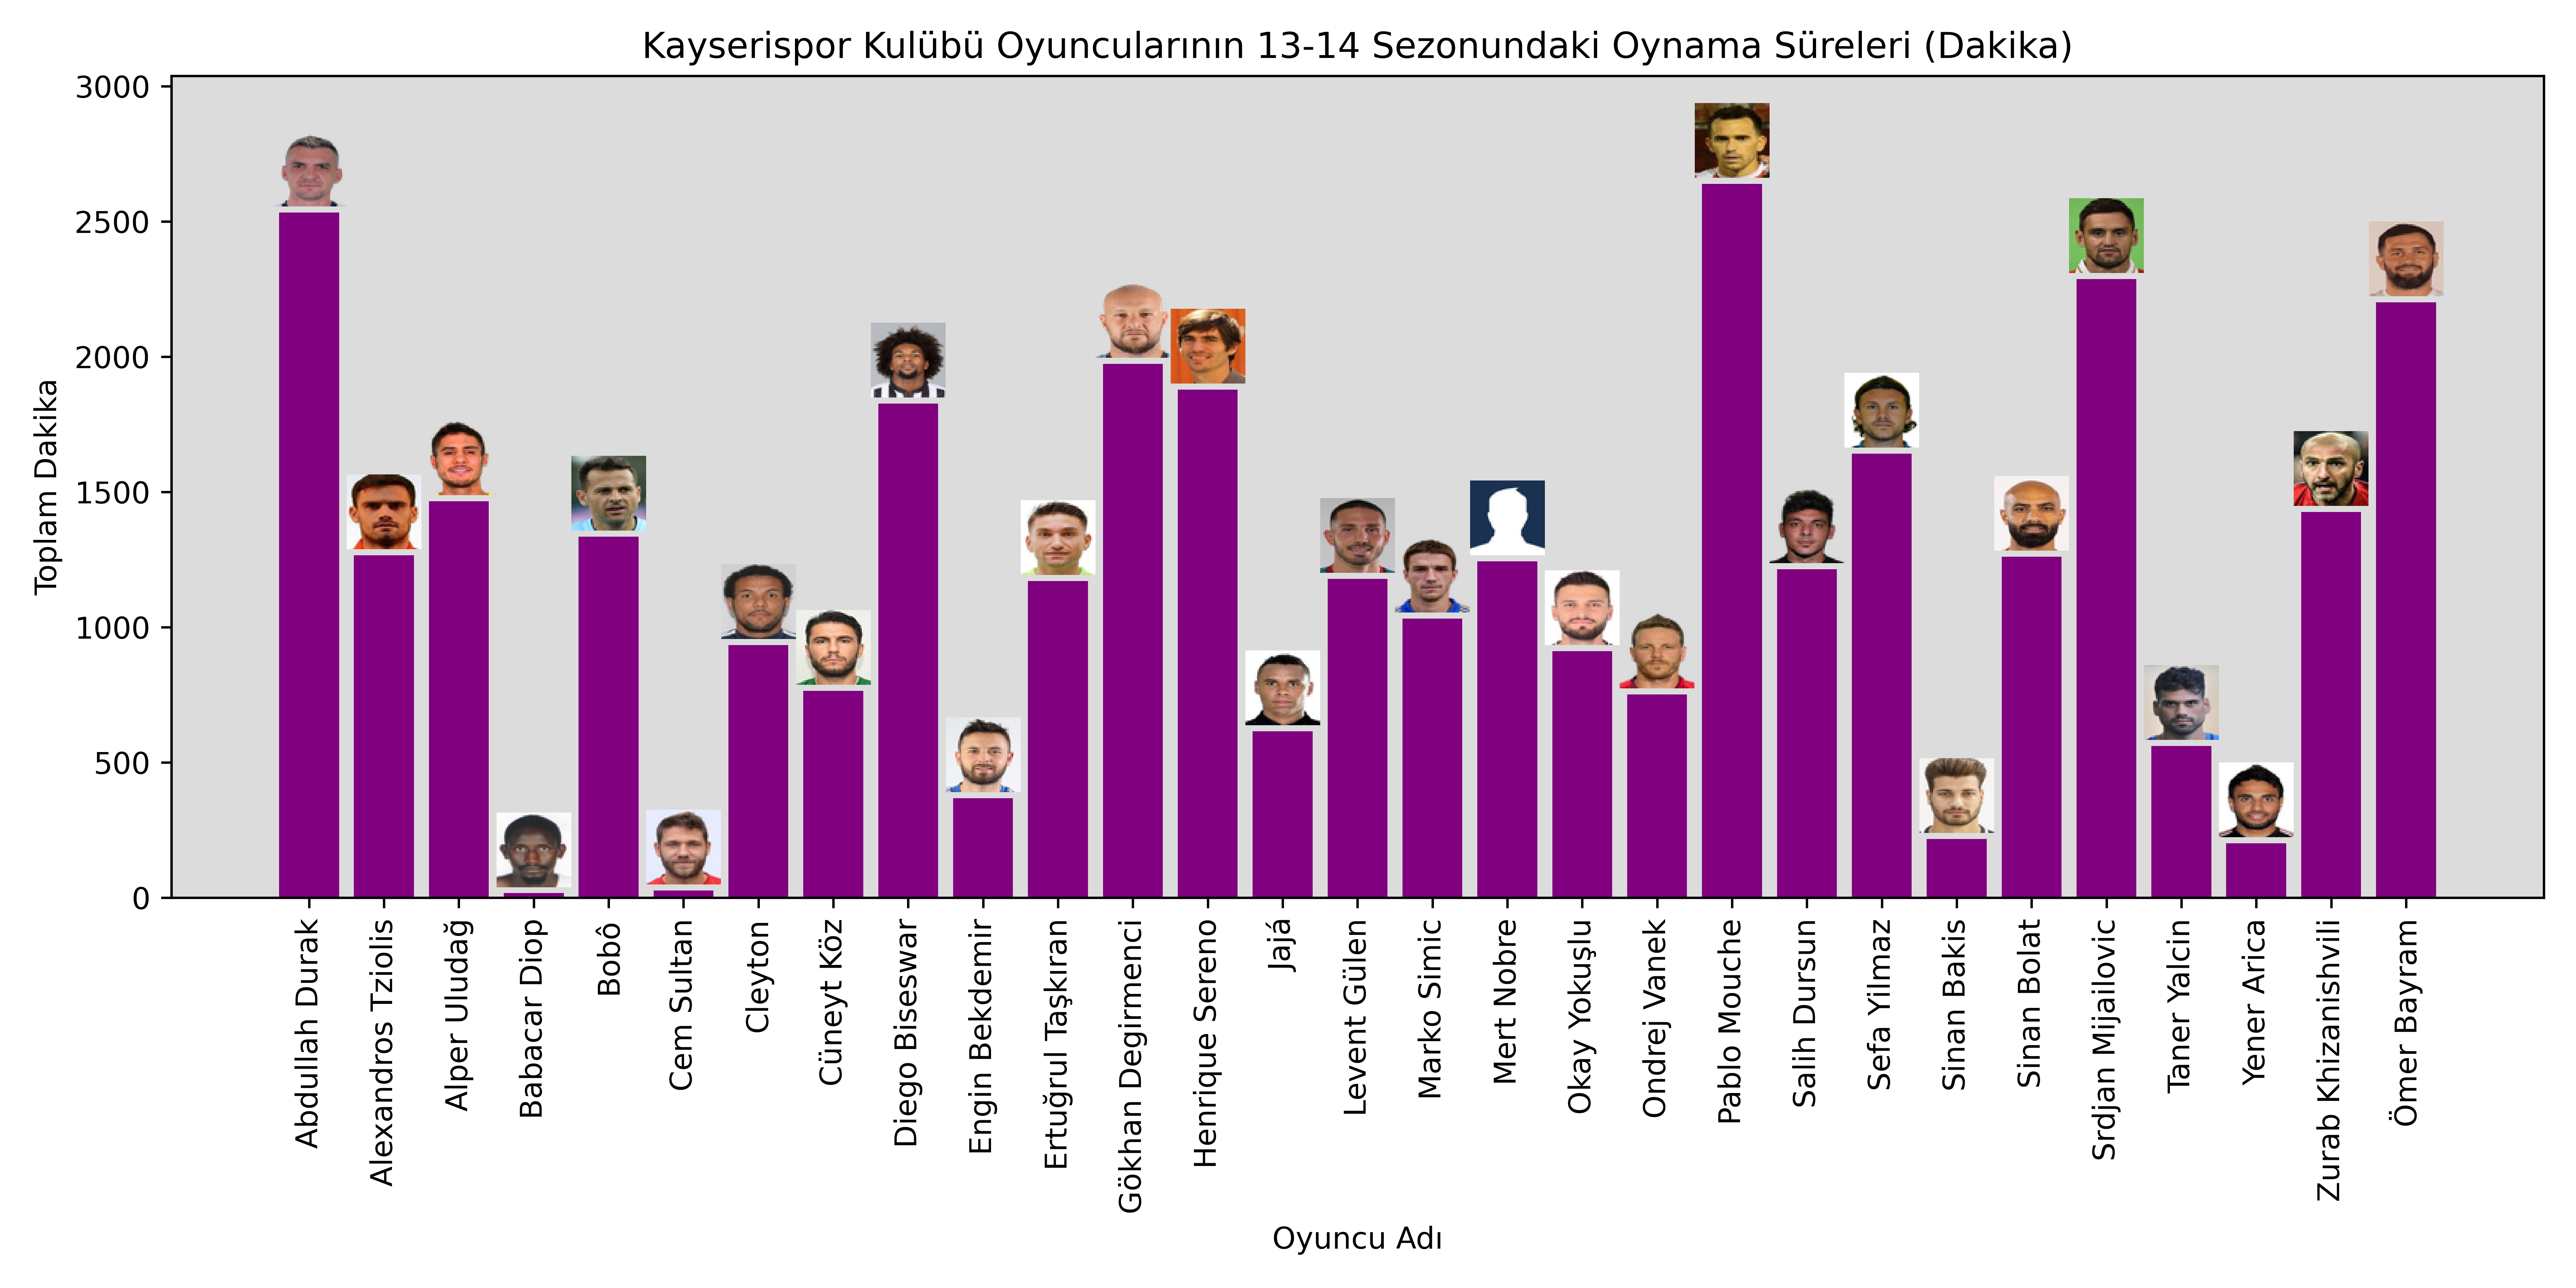 Kayserispor Kulübü Oyuncularının 13-14 Sezonundaki Oynama Süreleri (Dakika)
Toplam Dakika
3000
2500
2000
1500
1000
500
0
Abdullah Durak
Alexandros Tziolis
Alper Uludağ
Babacar Diop
Bobô
Cem Sultan
Cleyton
Cüneyt Köz
Diego Biseswar
Engin Bekdemir
Ertuğrul Taşkıran
Gökhan Degirmenci
Henrique Sereno
Jajá
Levent Gülen
Marko Simic
Mert Nobre
Okay Yokuşlu
Ondrej Vanek
Pablo Mouche
Salih Dursun
Sefa Yilmaz
Sinan Bakis
Sinan Bolat
Srdjan Mijailovic
Taner Yalcin
Yener Arica
Zurab Khizanishvili
Ömer Bayram
Oyuncu Adı